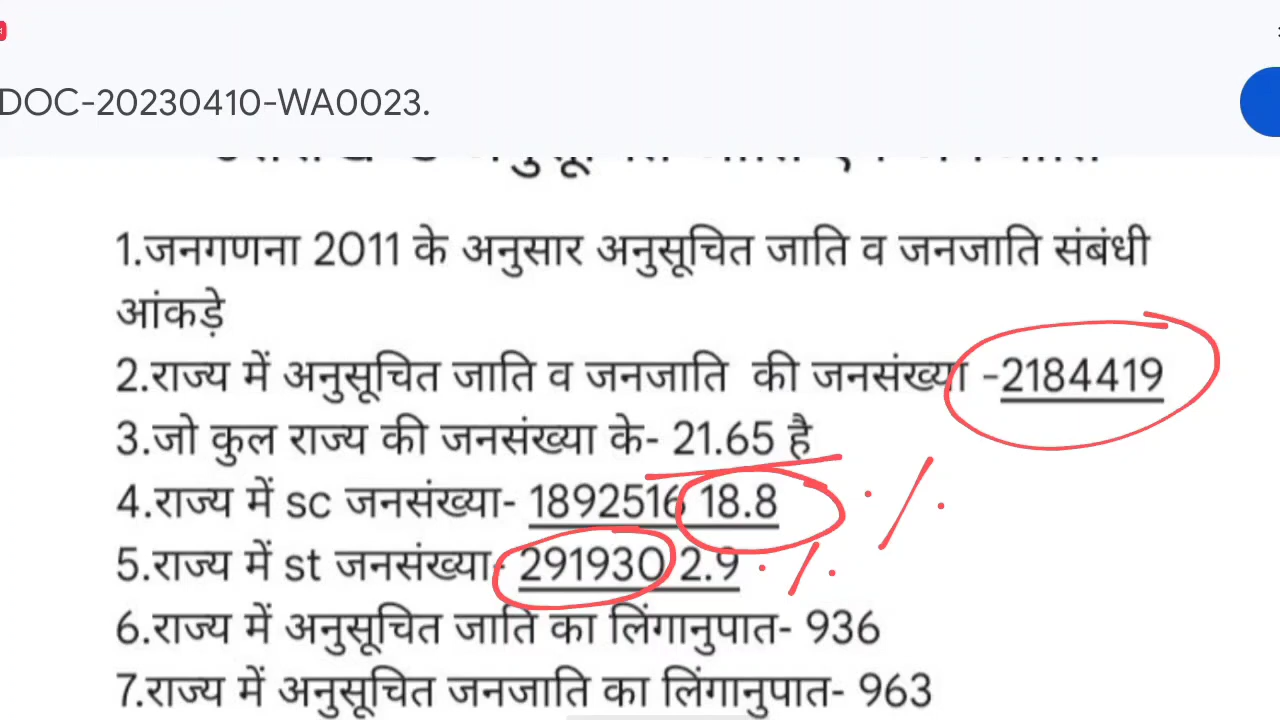 DOC-20230410-WA0023.
1.जनगणना 2011 के अनुसार अनुसूचित जाति व जनजाति संबंधी
आंकड़े
2.राज्य में अनुसूचित जाति व जनजाति की जनसंख्या -2184419
3.जो कुल राज्य की जनसंख्या के- 21.65 है
4.राज्य में sc जनसंख्या- 1892516 18.8 %
5.राज्य में st जनसंख्या- 291930 2.9 %
6.राज्य में अनुसूचित जाति का लिंगानुपात- 936
7.राज्य में अनुसूचित जनजाति का लिंगानुपात- 963